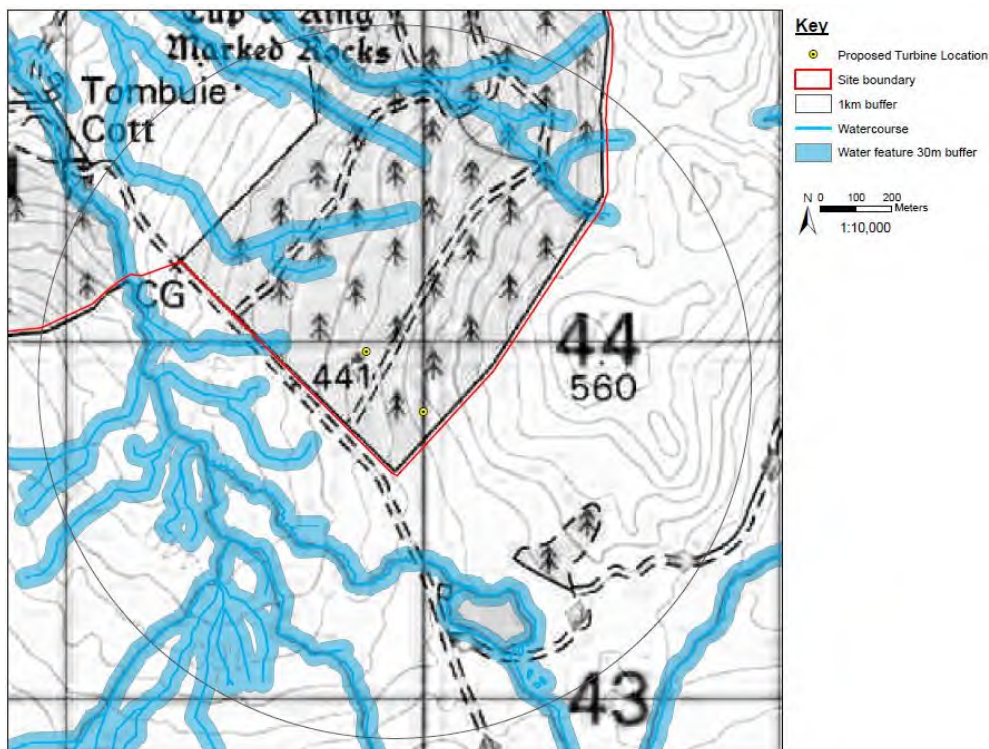 Cup & Ring
Marked Rocks
Tombuie
Cott
CG
441
44
560
43
Key
Proposed Turbine Location
Site boundary
1km buffer
Watercourse
Water feature 30m buffer
N
0 100 200
Meters
1:10,000